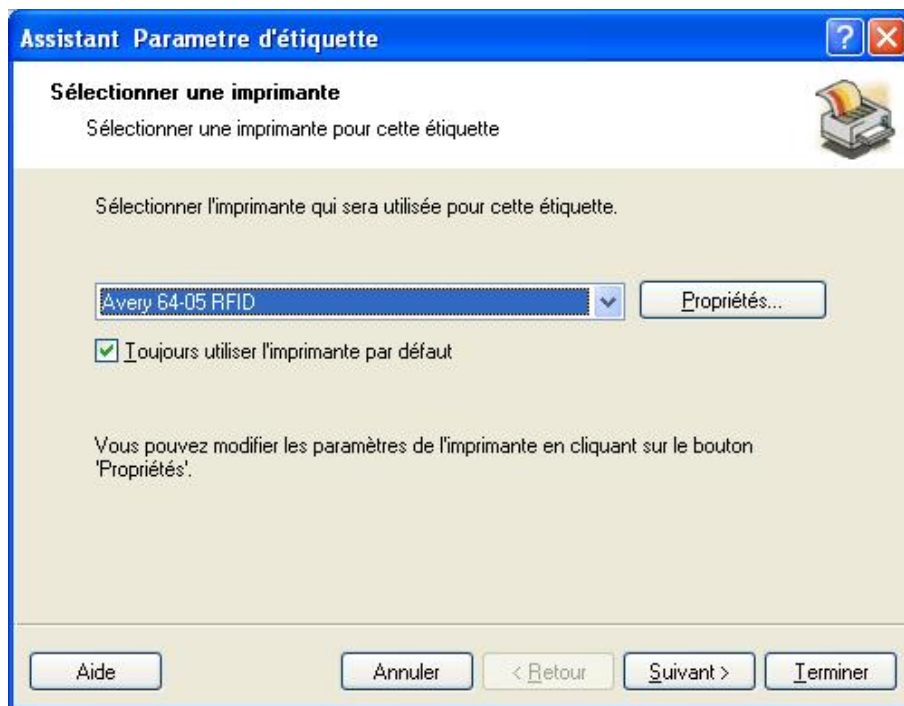 Assistant Parametre d'étiquette
Sélectionner une imprimante
Sélectionner une imprimante pour cette étiquette
Sélectionner l'imprimante qui sera utilisée pour cette étiquette.
Avery 64-05 RFID
Propriétés...
Toujours utiliser l'imprimante par défaut
Vous pouvez modifier les paramètres de l'imprimante en cliquant sur le bouton
'Propriétés'.
Aide
Annuler
< Retour
Suivant >
Terminer